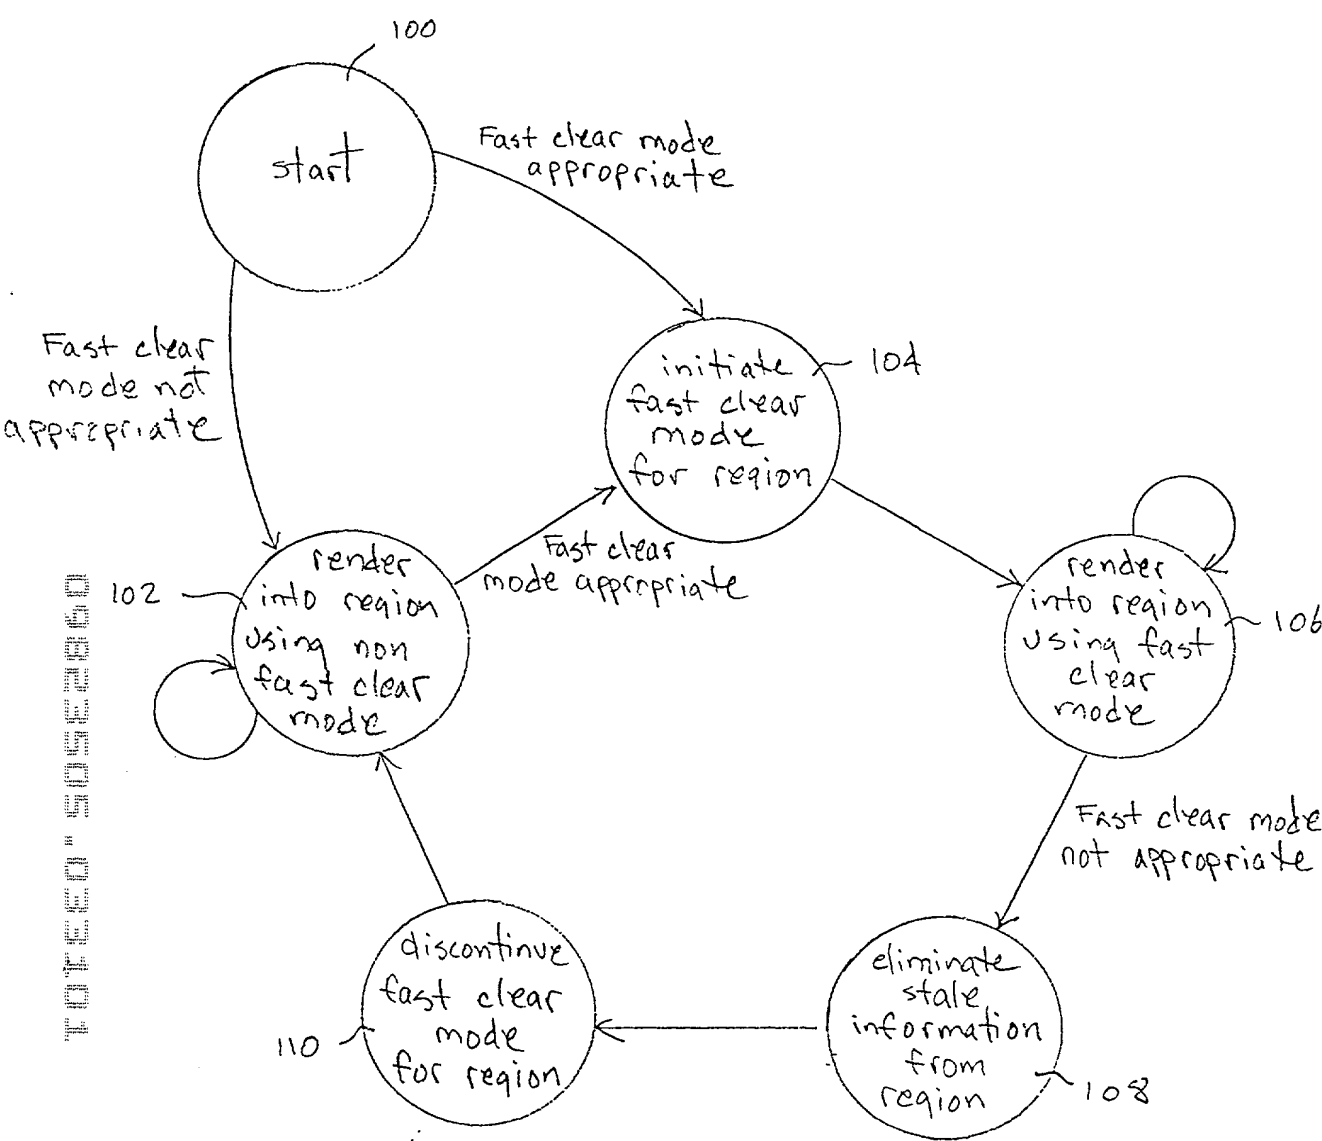 100
start
Fast clear mode
appropriate
Fast clear
mode not
appropriate
initiate
fast clear
mode
for region
104
Fast clear
mode appropriate
102
render
into region
using non
fast clear
mode
render
into region
using fast
clear
mode
106
Fast clear mode
not appropriate
discontinue
fast clear
mode
for region
110
eliminate
stale
information
from
region
108